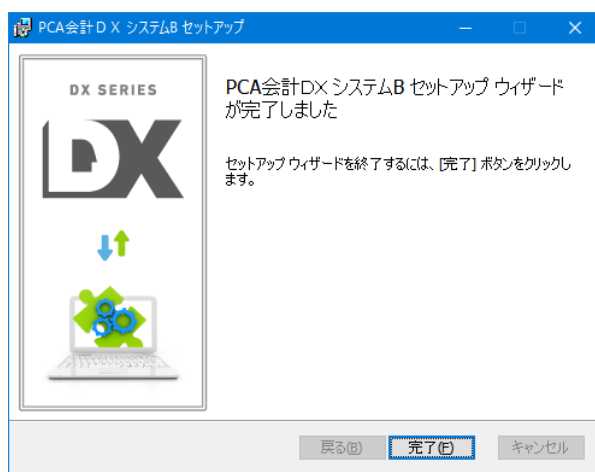 PCA会計ＤＸ システムB セットアップ
DX SERIES
DX
PCA会計DX システムB セットアップ ウィザード
が完了しました
セットアップ ウィザードを終了するには、[完了] ボタンをクリックし
ます。
戻る(B)
完了(F)
キャンセル